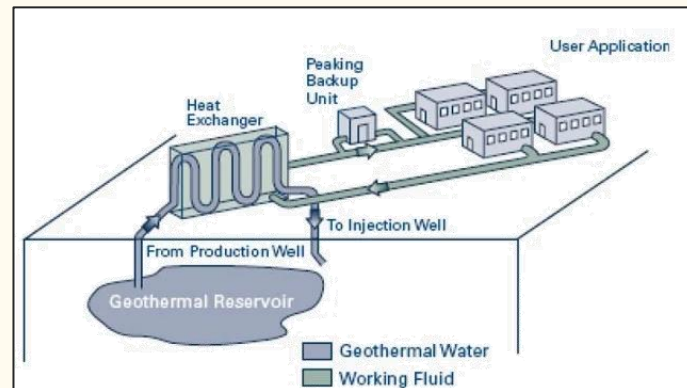 User Application
Peaking
Backup
Unit
Heat
Exchanger
To Injection Well
From Production Well
Geothermal Reservoir
Geothermal Water
Working Fluid